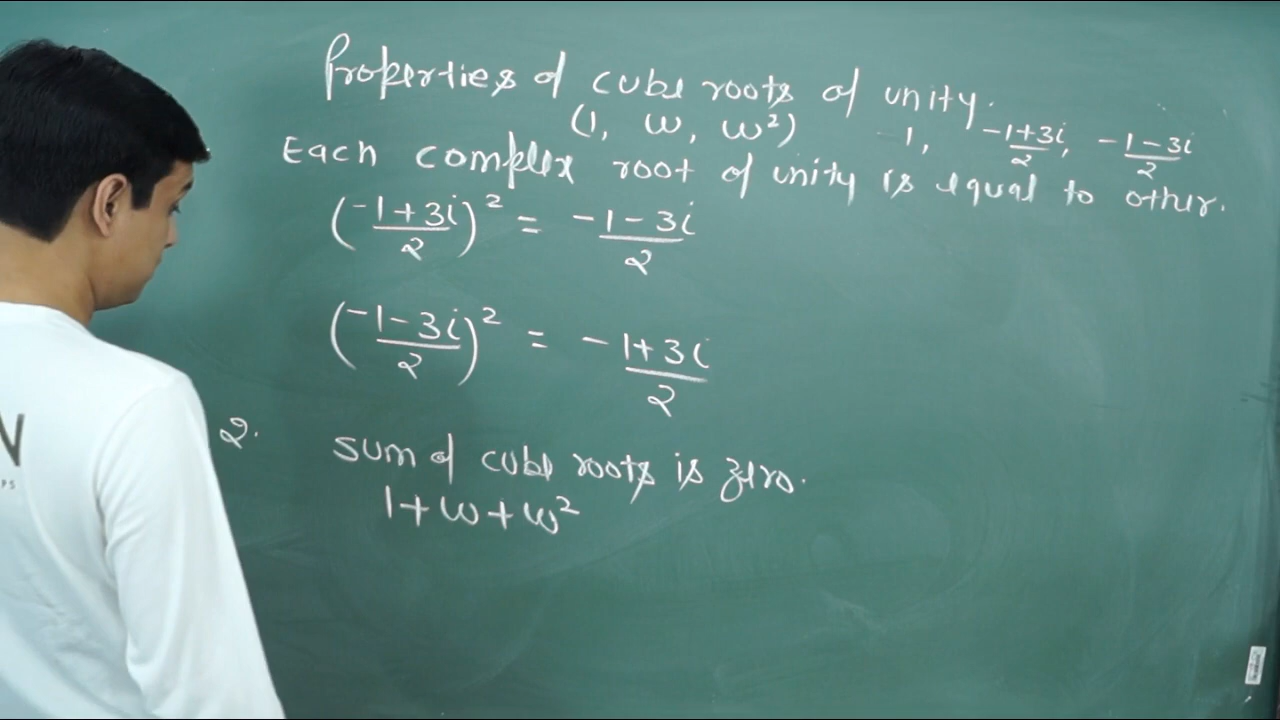 Properties of cube roots of unity.
(1, ω, ω²) 1, -1+3i/2, -1-3i/2
Each complex root of unity is equal to other.
(-1+3i/2)² = -1-3i/2
(-1-3i/2)² = -1+3i/2
2. Sum of cube roots is zero.
1+ω+ω²
N
PS